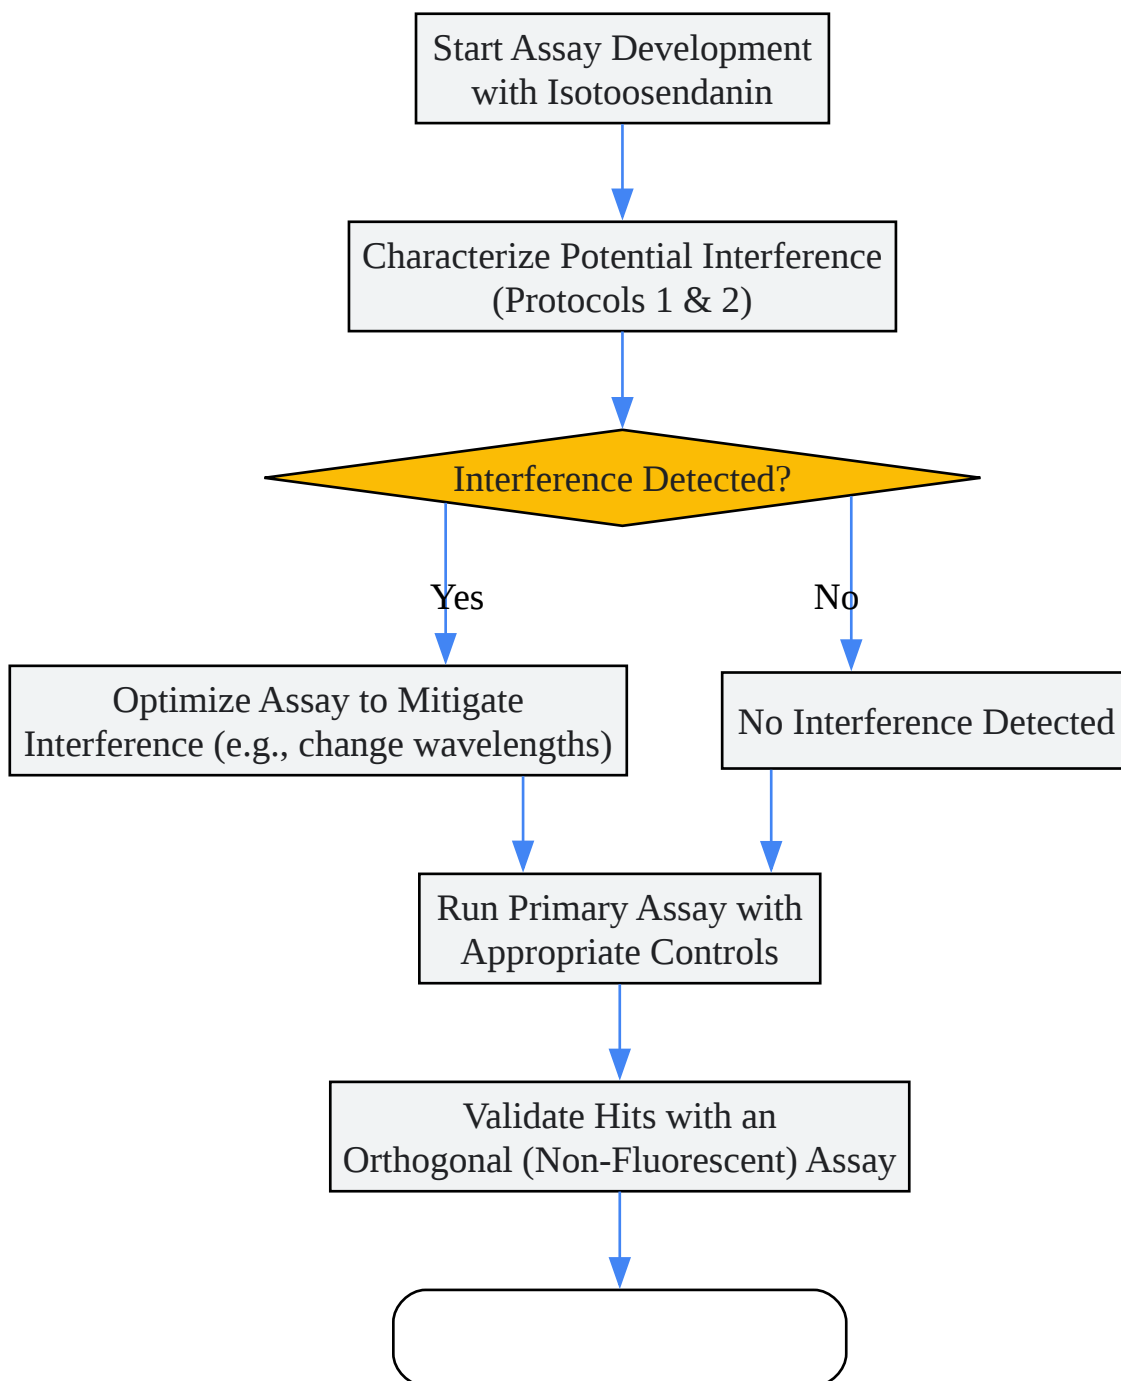 Start Assay Development
with Isotoosendanin
Characterize Potential Interference
(Protocols 1 & 2)
Interference Detected?
Yes
No
Optimize Assay to Mitigate
Interference (e.g., change wavelengths)
No Interference Detected
Run Primary Assay with
Appropriate Controls
Validate Hits with an
Orthogonal (Non-Fluorescent) Assay